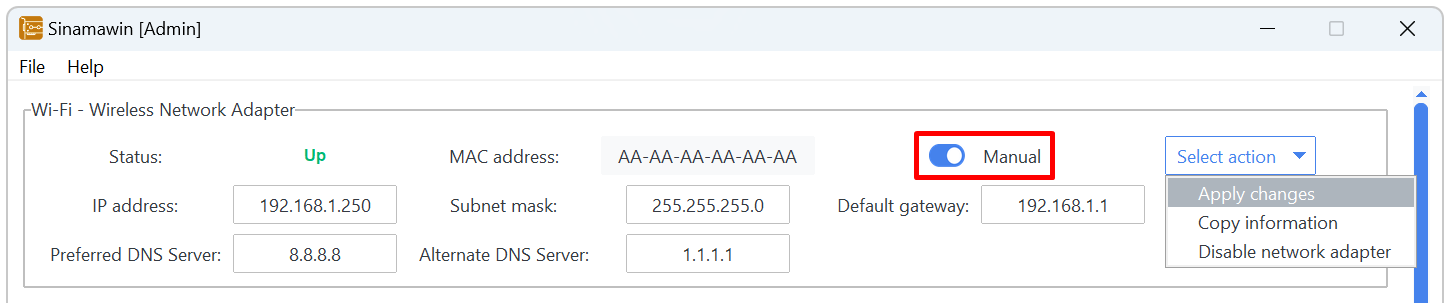 Sinamawin [Admin]
File Help
Wi-Fi - Wireless Network Adapter
Status: Up MAC address: AA-AA-AA-AA-AA-AA Manual Select action
Apply changes
IP address: 192.168.1.250 Subnet mask: 255.255.255.0 Default gateway: 192.168.1.1
Copy information
Preferred DNS Server: 8.8.8.8 Alternate DNS Server: 1.1.1.1 Disable network adapter